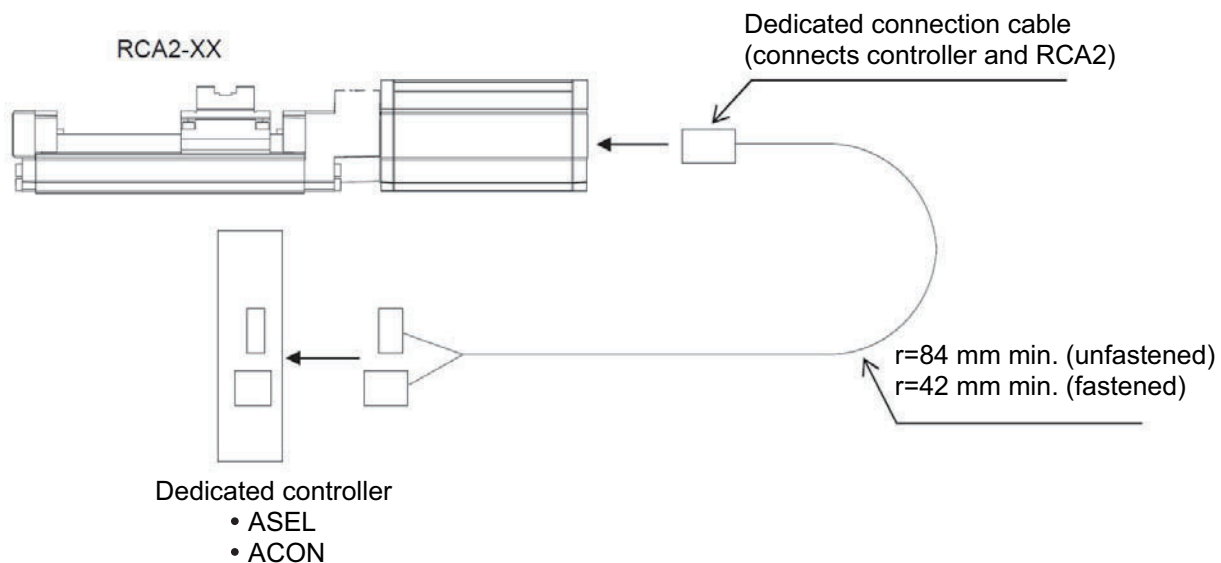 Dedicated connection cable
(connects controller and RCA2)
RCA2-XX
r=84 mm min. (unfastened)
r=42 mm min. (fastened)
Dedicated controller
• ASEL
• ACON